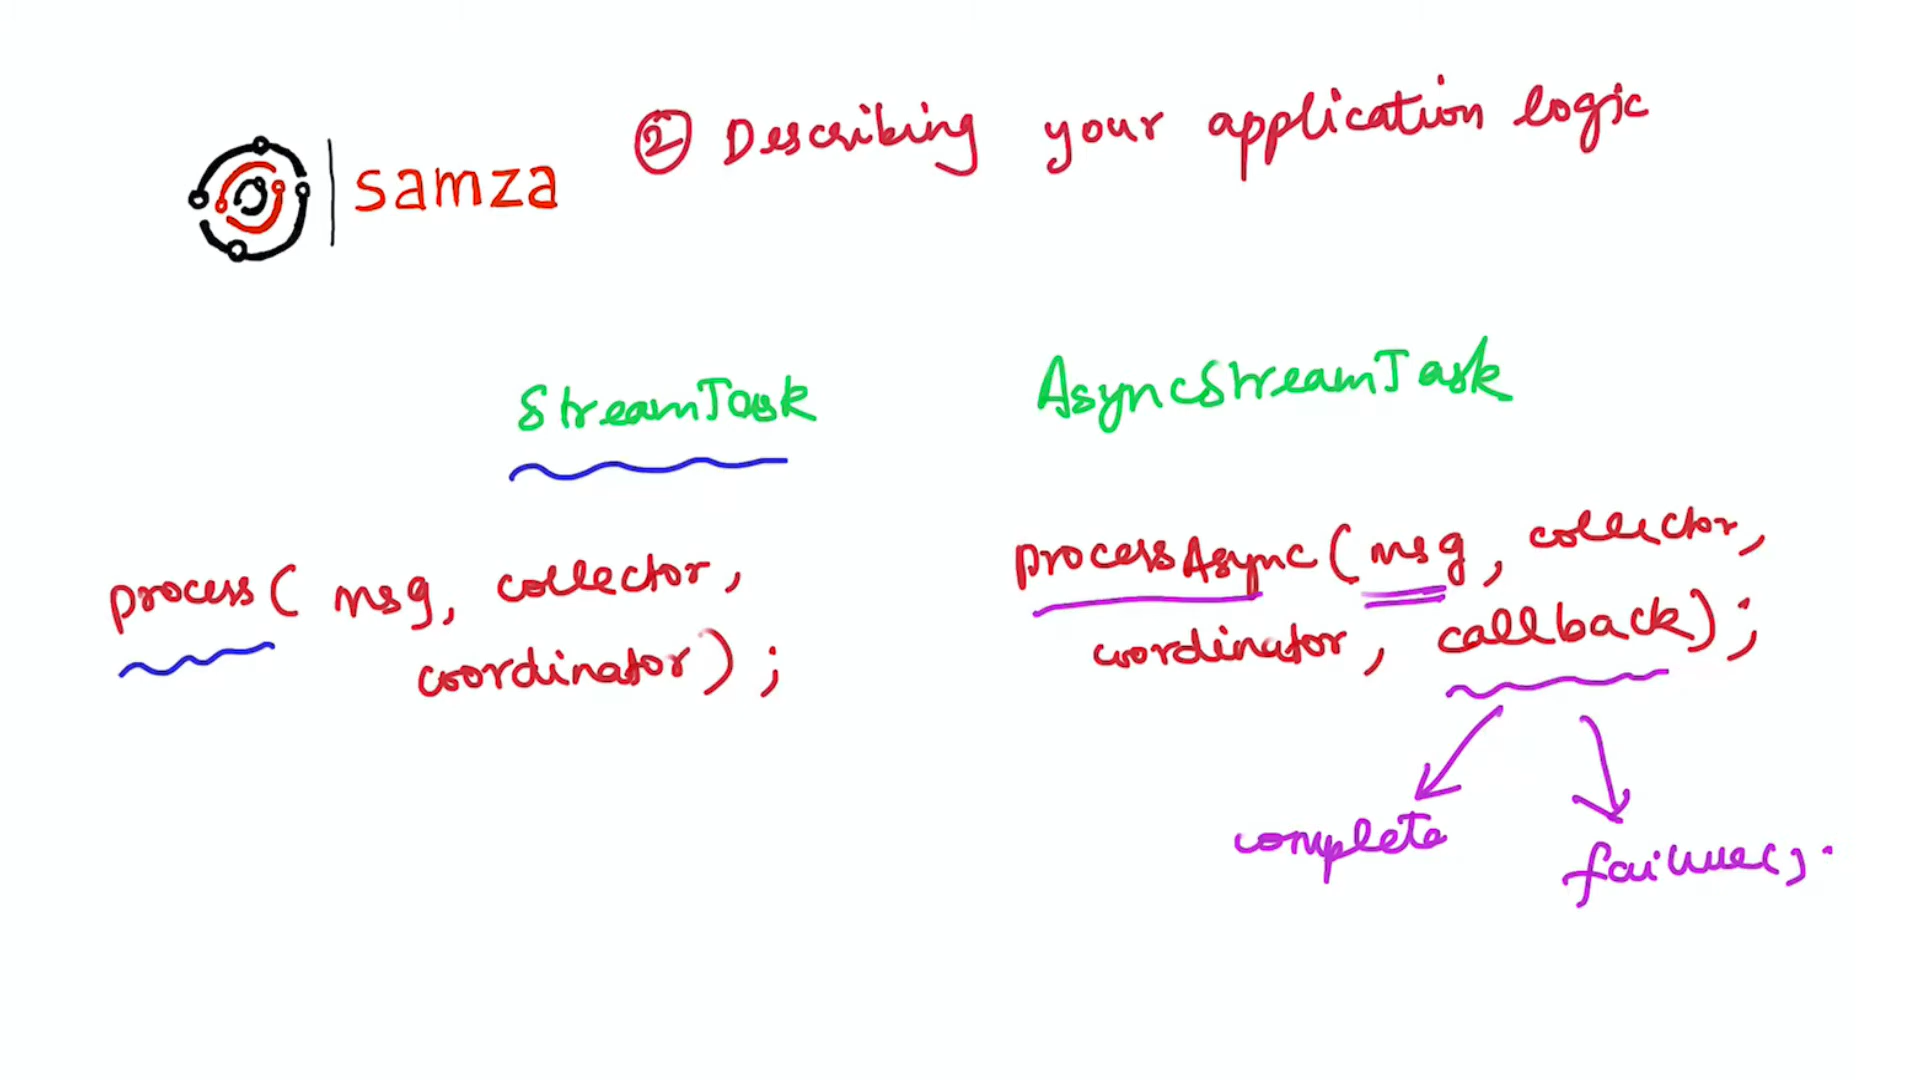 ② Describing your application logic
samza
StreamTask
AsyncStreamTask
process( msg, collector,
coordinator);
processAsync(msg, collector,
coordinator, callback);
complete
failure().